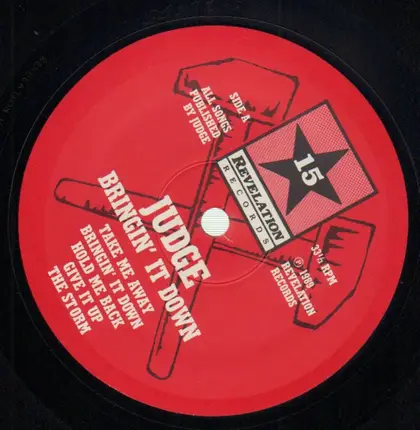 SIDE A
ALL SONGS
PUBLISHED
BY JUDGE
15
REVELATION
RECORDS
33⅓ RPM
℗ 1989
REVELATION
RECORDS
JUDGE
BRINGIN' IT DOWN
TAKE ME AWAY
BRINGIN' IT DOWN
HOLD ME BACK
GIVE IT UP
THE STORM